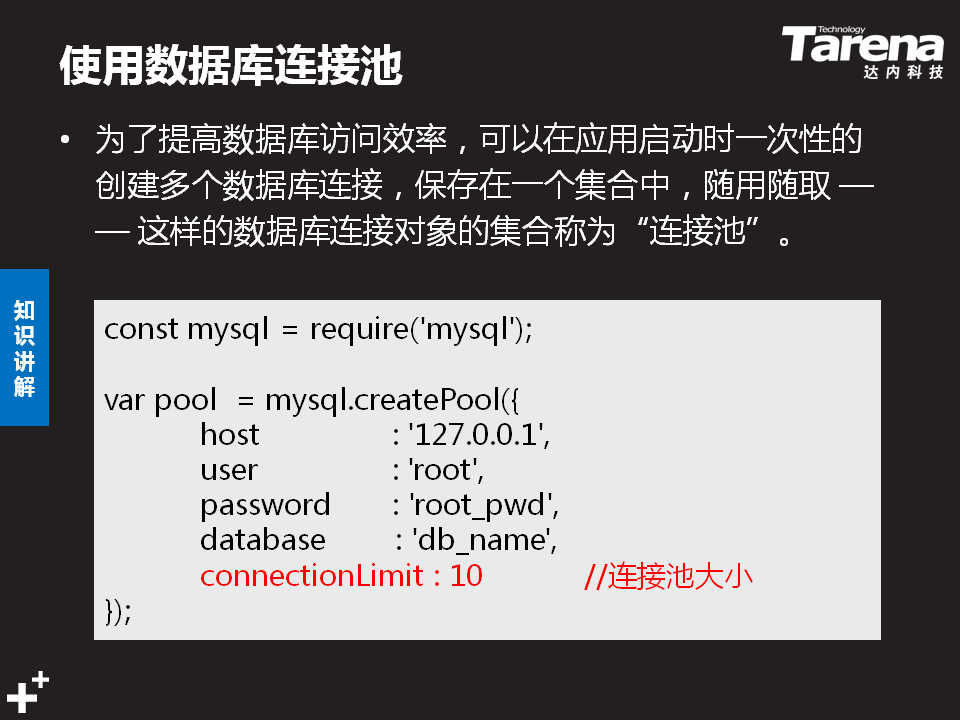 使用数据库连接池
Technology
Tarena
达内科技
• 为了提高数据库访问效率，可以在应用启动时一次性的
创建多个数据库连接，保存在一个集合中，随用随取 —
— 这样的数据库连接对象的集合称为“连接池”。
知
识
讲
解
const mysql = require('mysql');
var pool = mysql.createPool({
host : '127.0.0.1',
user : 'root',
password : 'root_pwd',
database : 'db_name',
connectionLimit : 10 //连接池大小
});